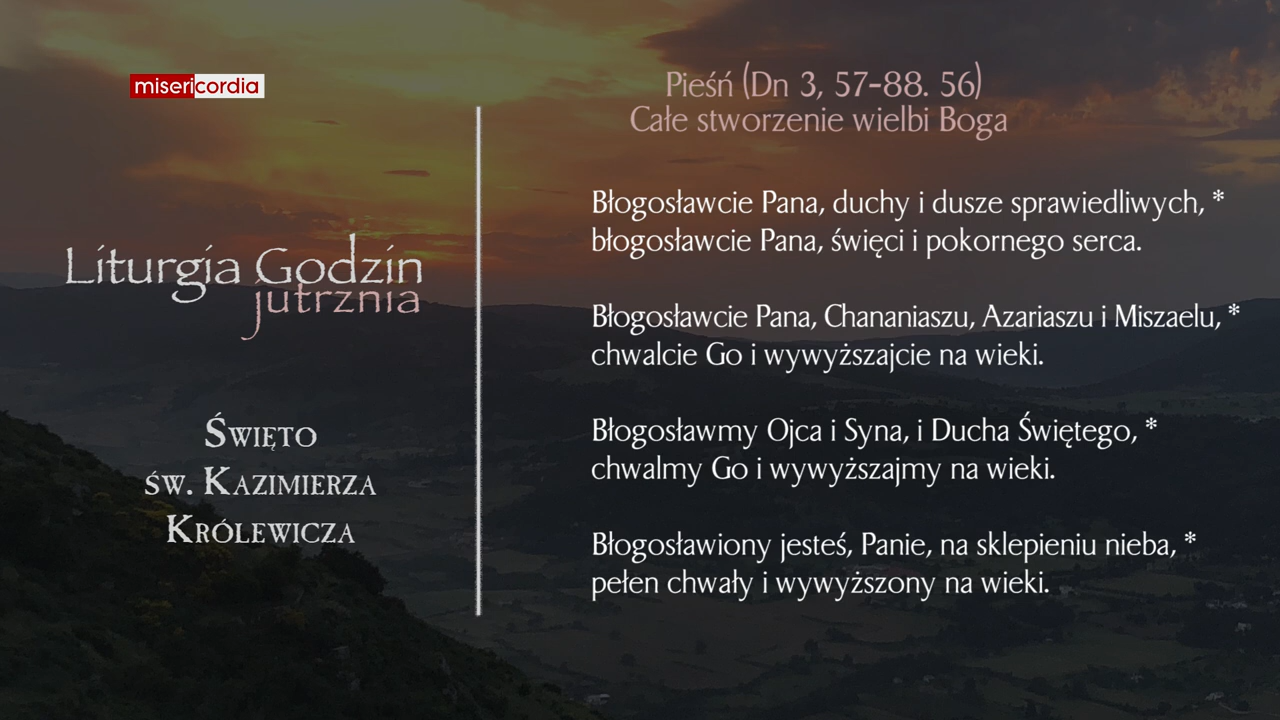 misericordia
Liturgia Godzin
jutrznia
Święto
św. Kazimierza
Królewicza
Pieśń (Dn 3, 57-88. 56)
Całe stworzenie wielbi Boga
Błogosławcie Pana, duchy i dusze sprawiedliwych, *
błogosławcie Pana, święci i pokornego serca.
Błogosławcie Pana, Chananiaszu, Azariaszu i Miszaelu, *
chwalcie Go i wywyższajcie na wieki.
Błogosławmy Ojca i Syna, i Ducha Świętego, *
chwalmy Go i wywyższajmy na wieki.
Błogosławiony jesteś, Panie, na sklepieniu nieba, *
pełen chwały i wywyższony na wieki.